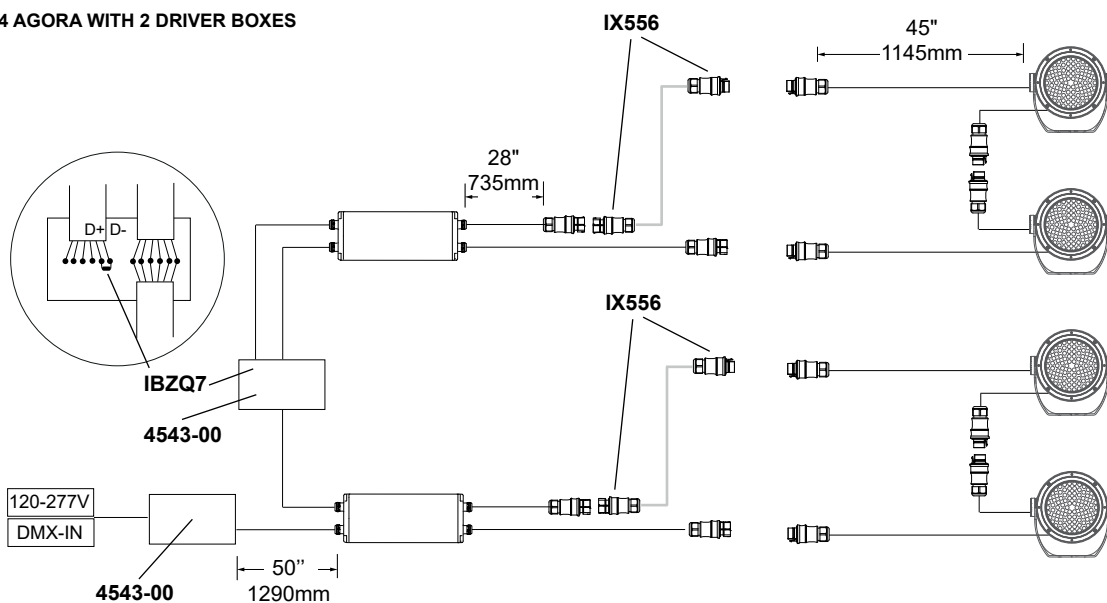 4 AGORA WITH 2 DRIVER BOXES
IX556
45"
1145mm
28"
735mm
D+ D-
IX556
IBZQ7
4543-00
120-277V
DMX-IN
50’’
1290mm
4543-00